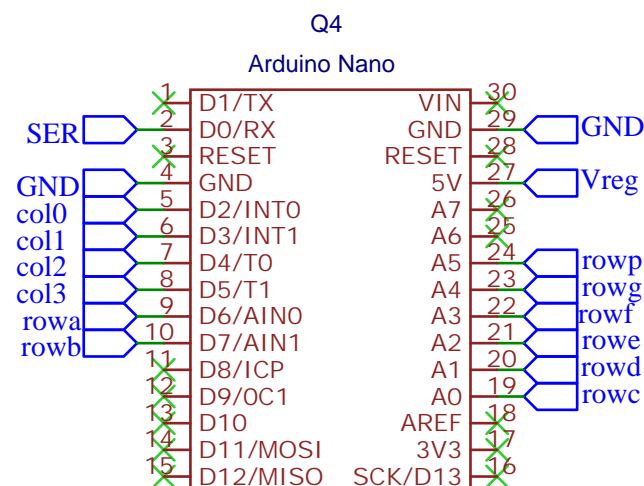 Q4
Arduino Nano
1 D1/TX VIN 30
SER 2 D0/RX GND 29 GND
3 RESET RESET 28
GND 4 GND 5V 27 Vreg
col0 5 D2/INT0 A7 26
col1 6 D3/INT1 A6 25
col2 7 D4/T0 A5 24 rowp
col3 8 D5/T1 A4 23 rowg
rowa 9 D6/AIN0 A3 22 rowf
rowb 10 D7/AIN1 A2 21 rowe
11 D8/ICP A1 20 rowd
12 D9/0C1 A0 19 rowc
13 D10 AREF 18
14 D11/MOSI 3V3 17
15 D12/MISO SCK/D13 16